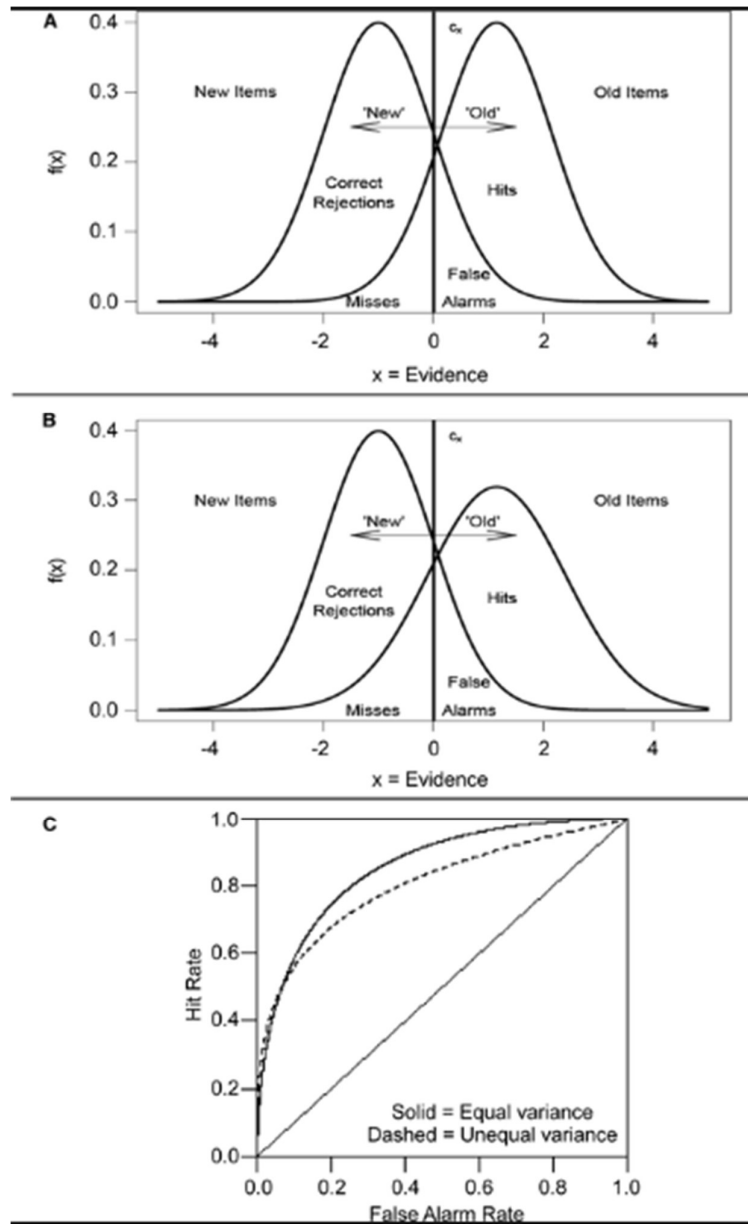 A
0.4
cx
New Items
'New'
'Old'
Old Items
0.3
0.2
f(x)
Correct
Rejections
Hits
0.1
False
0.0
Misses
Alarms
-4
-2
0
2
4
x = Evidence
B
0.4
cx
New Items
'New'
'Old'
Old Items
0.3
0.2
f(x)
Correct
Rejections
Hits
0.1
False
0.0
Misses
Alarms
-4
-2
0
2
4
x = Evidence
C
1.0
0.8
0.6
Hit Rate
0.4
0.2
Solid = Equal variance
Dashed = Unequal variance
0.0
0.0
0.2
0.4
0.6
0.8
1.0
False Alarm Rate